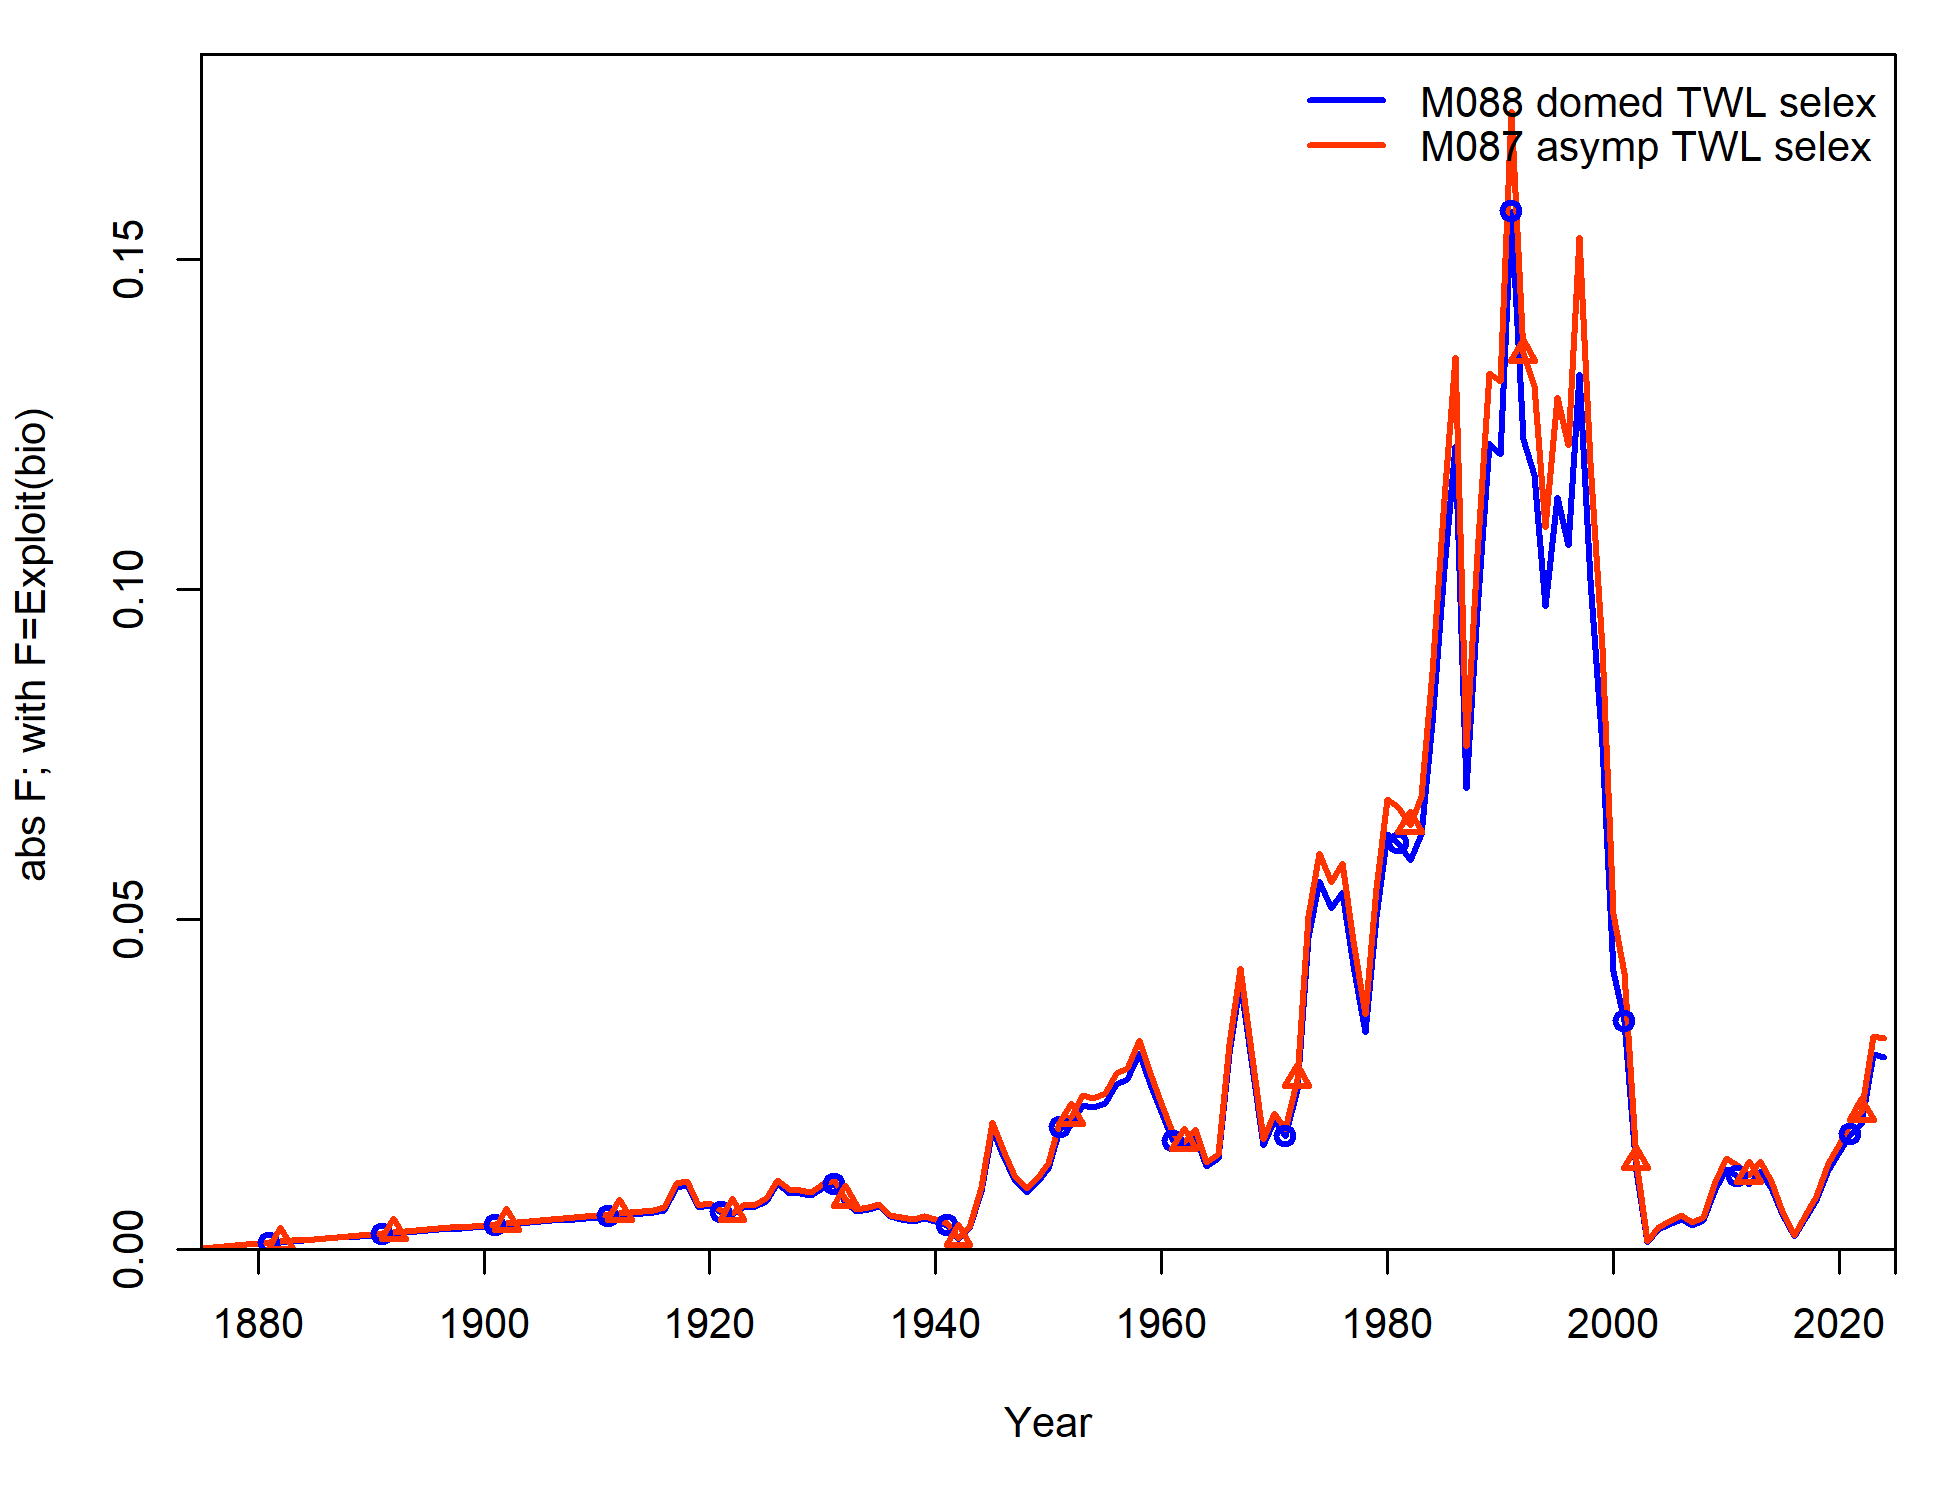 M088 domed TWL selex
M087 asymp TWL selex
abs F; with F=Exploit(bio)
0.15
0.10
0.05
0.00
1880 1900 1920 1940 1960 1980 2000 2020
Year